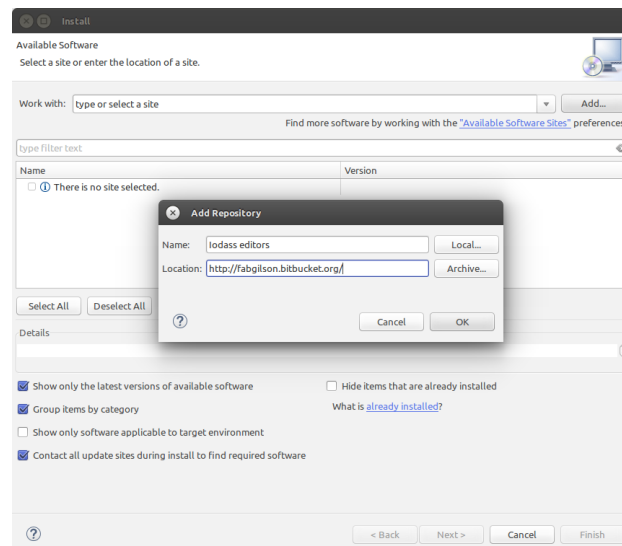 Install
Available Software
Select a site or enter the location of a site.
Work with: type or select a site Add...
Find more software by working with the "Available Software Sites" preferences
type filter text
Name Version
There is no site selected.
Add Repository
Name: Iodass editors Local...
Location: http://fabgilson.bitbucket.org/ Archive...
Select All Deselect All
Cancel OK
Details
Show only the latest versions of available software Hide items that are already installed
Group items by category What is already installed?
Show only software applicable to target environment
Contact all update sites during install to find required software
< Back Next > Cancel Finish